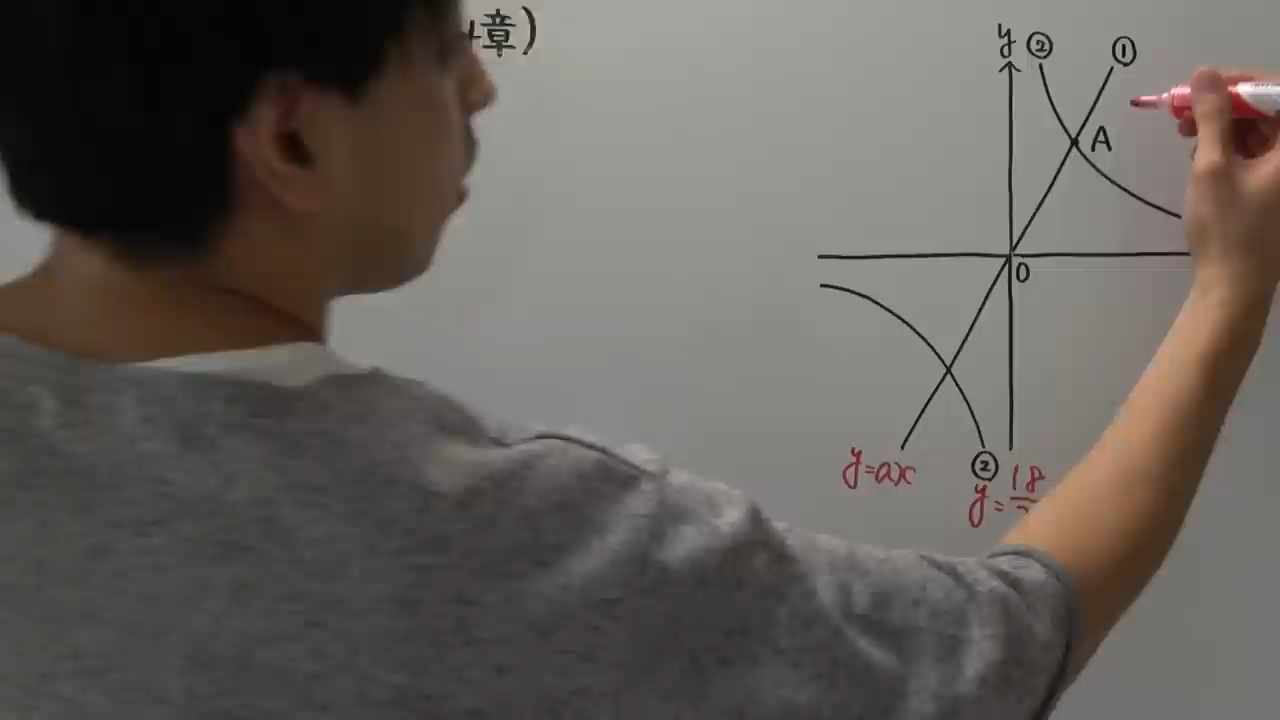 章)
y ② ①
A
O
y=ax
②
y=18